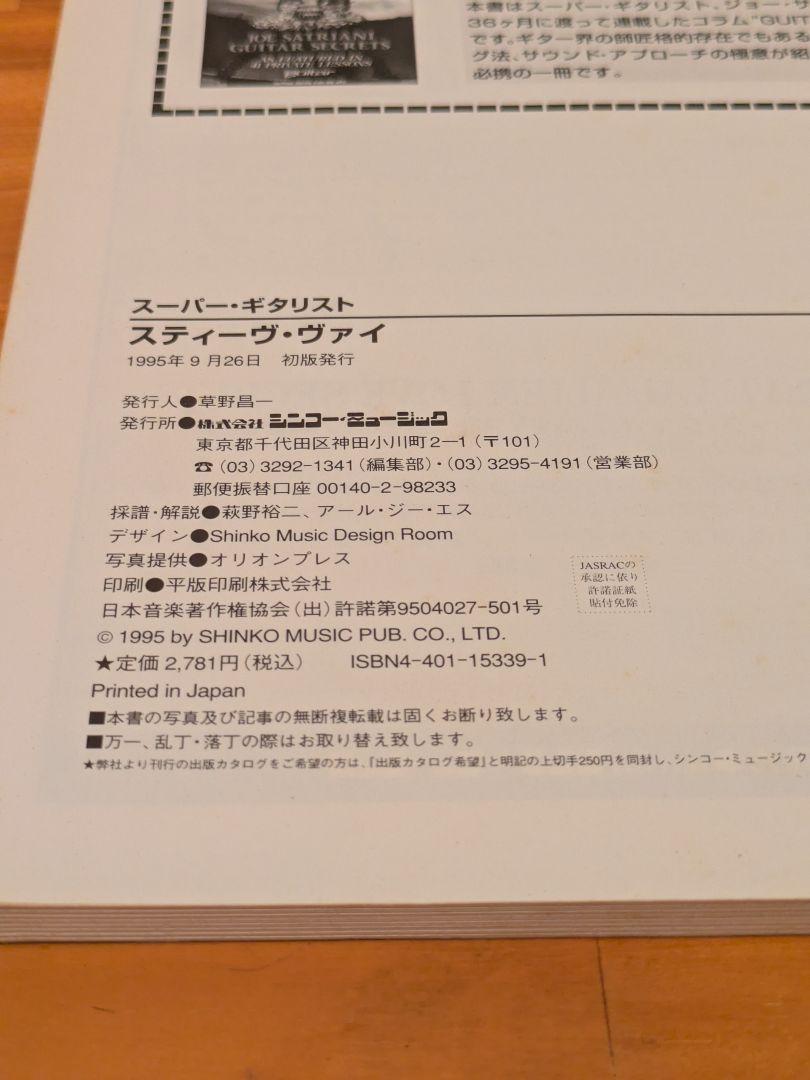 JOE SATRIANI
GUITAR SECRETS
AS FEATURED IN
41 PRIVATE LESSONS
本書はスーパー・ギタリスト、ジョー・サ
36ヶ月に渡って連載したコラム"GUIT
です。ギター界の師匠格的存在でもある
グ法、サウンド・アプローチの極意が紹
必携の一冊です。
スーパー・ギタリスト
スティーヴ・ヴァイ
1995年9月26日 初版発行
発行人●草野昌一
発行所●株式会社 シンコー・ミュージック
東京都千代田区神田小川町2-1（〒101）
☎（03）3292-1341（編集部）・（03）3295-4191（営業部）
郵便振替口座 00140-2-98233
採譜・解説●萩野裕二、アール・ジー・エス
デザイン●Shinko Music Design Room
写真提供●オリオンプレス
印刷●平版印刷株式会社
JASRACの
承認に依り
許諾証紙
貼付免除
日本音楽著作権協会（出）許諾第9504027-501号
© 1995 by SHINKO MUSIC PUB. CO., LTD.
★定価 2,781円（税込） ISBN4-401-15339-1
Printed in Japan
■本書の写真及び記事の無断複転載は固くお断り致します。
■万一、乱丁・落丁の際はお取り替え致します。
★弊社より刊行の出版カタログをご希望の方は、「出版カタログ希望」と明記の上切手250円を同封し、シンコー・ミュージック